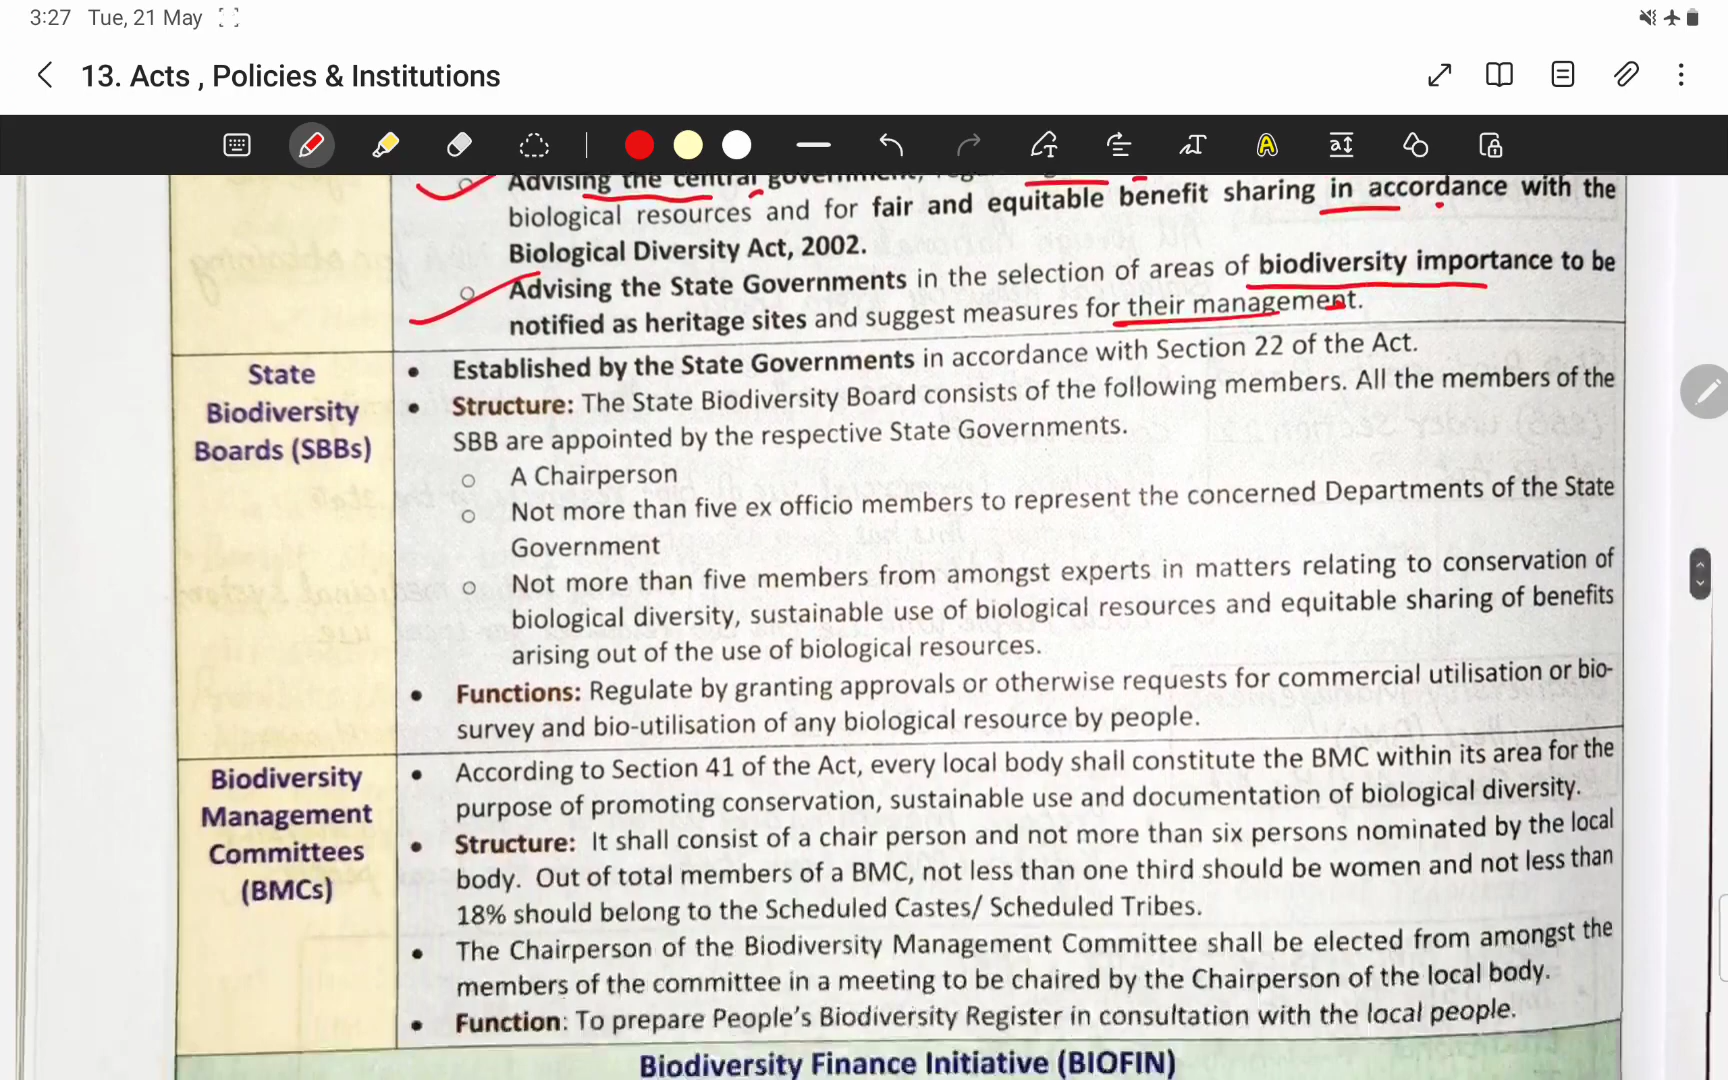 3:27 Tue, 21 May
13. Acts , Policies & Institutions
Advising the central government,
biological resources and for fair and equitable benefit sharing in accordance with the
Biological Diversity Act, 2002.
Advising the State Governments in the selection of areas of biodiversity importance to be
notified as heritage sites and suggest measures for their management.
State
Biodiversity
Boards (SBBs)
• Established by the State Governments in accordance with Section 22 of the Act.
• Structure: The State Biodiversity Board consists of the following members. All the members of the
SBB are appointed by the respective State Governments.
o A Chairperson
o Not more than five ex officio members to represent the concerned Departments of the State
Government
o Not more than five members from amongst experts in matters relating to conservation of
biological diversity, sustainable use of biological resources and equitable sharing of benefits
arising out of the use of biological resources.
• Functions: Regulate by granting approvals or otherwise requests for commercial utilisation or bio-
survey and bio-utilisation of any biological resource by people.
Biodiversity
Management
Committees
(BMCs)
• According to Section 41 of the Act, every local body shall constitute the BMC within its area for the
purpose of promoting conservation, sustainable use and documentation of biological diversity.
• Structure: It shall consist of a chair person and not more than six persons nominated by the local
body. Out of total members of a BMC, not less than one third should be women and not less than
18% should belong to the Scheduled Castes/ Scheduled Tribes.
• The Chairperson of the Biodiversity Management Committee shall be elected from amongst the
members of the committee in a meeting to be chaired by the Chairperson of the local body.
• Function: To prepare People's Biodiversity Register in consultation with the local people.
Biodiversity Finance Initiative (BIOFIN)